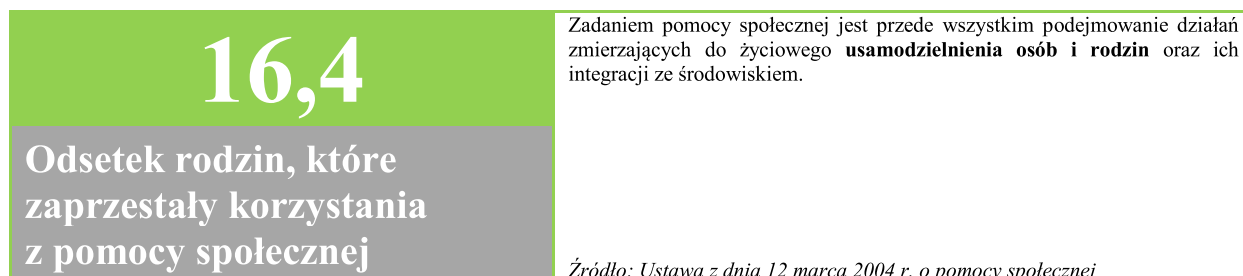 16,4
Odsetek rodzin, które
zaprzestały korzystania
z pomocy społecznej
Zadaniem pomocy społecznej jest przede wszystkim podejmowanie działań
zmierzających do życiowego usamodzielnienia osób i rodzin oraz ich
integracji ze środowiskiem.
Źródło: Ustawa z dnia 12 marca 2004 r. o pomocy społecznej